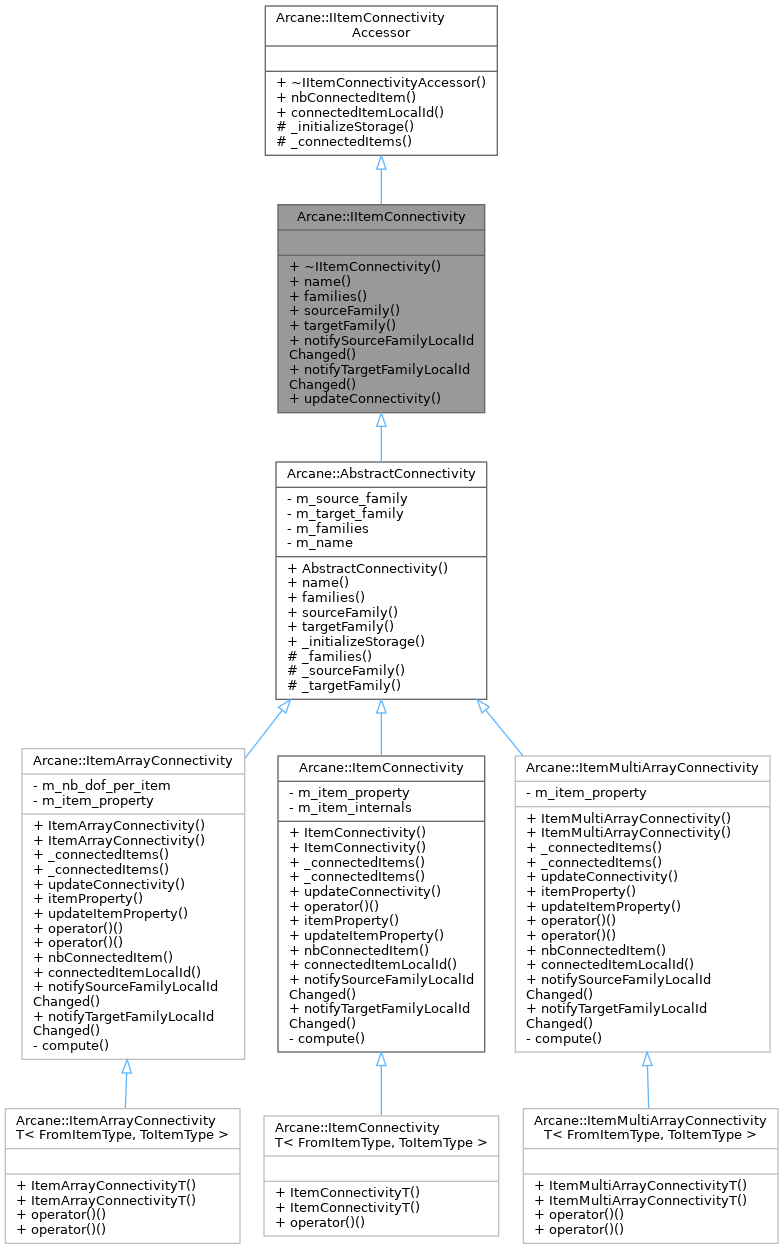 Arcane::IItemConnectivity
Accessor
+ ~IItemConnectivityAccessor()
+ nbConnectedItem()
+ connectedItemLocalId()
# _initializeStorage()
# _connectedItems()
Arcane::IItemConnectivity
+ ~IItemConnectivity()
+ name()
+ families()
+ sourceFamily()
+ targetFamily()
+ notifySourceFamilyLocalId
Changed()
+ notifyTargetFamilyLocalId
Changed()
+ updateConnectivity()
Arcane::AbstractConnectivity
- m_source_family
- m_target_family
- m_families
- m_name
+ AbstractConnectivity()
+ name()
+ families()
+ sourceFamily()
+ targetFamily()
+ _initializeStorage()
# _families()
# _sourceFamily()
# _targetFamily()
Arcane::ItemArrayConnectivity
- m_nb_dof_per_item
- m_item_property
+ ItemArrayConnectivity()
+ ItemArrayConnectivity()
+ _connectedItems()
+ _connectedItems()
+ updateConnectivity()
+ itemProperty()
+ updateItemProperty()
+ operator()()
+ operator()()
+ nbConnectedItem()
+ connectedItemLocalId()
+ notifySourceFamilyLocalId
Changed()
+ notifyTargetFamilyLocalId
Changed()
- compute()
Arcane::ItemConnectivity
- m_item_property
- m_item_internals
+ ItemConnectivity()
+ ItemConnectivity()
+ _connectedItems()
+ _connectedItems()
+ updateConnectivity()
+ operator()()
+ itemProperty()
+ updateItemProperty()
+ nbConnectedItem()
+ connectedItemLocalId()
+ notifySourceFamilyLocalId
Changed()
+ notifyTargetFamilyLocalId
Changed()
- compute()
Arcane::ItemMultiArrayConnectivity
- m_item_property
+ ItemMultiArrayConnectivity()
+ ItemMultiArrayConnectivity()
+ _connectedItems()
+ _connectedItems()
+ updateConnectivity()
+ itemProperty()
+ updateItemProperty()
+ operator()()
+ operator()()
+ nbConnectedItem()
+ connectedItemLocalId()
+ notifySourceFamilyLocalId
Changed()
+ notifyTargetFamilyLocalId
Changed()
- compute()
Arcane::ItemArrayConnectivity
T< FromItemType, ToItemType >
+ ItemArrayConnectivityT()
+ ItemArrayConnectivityT()
+ operator()()
+ operator()()
Arcane::ItemConnectivity
T< FromItemType, ToItemType >
+ ItemConnectivityT()
+ ItemConnectivityT()
+ operator()()
Arcane::ItemMultiArrayConnectivity
T< FromItemType, ToItemType >
+ ItemMultiArrayConnectivityT()
+ ItemMultiArrayConnectivityT()
+ operator()()
+ operator()()